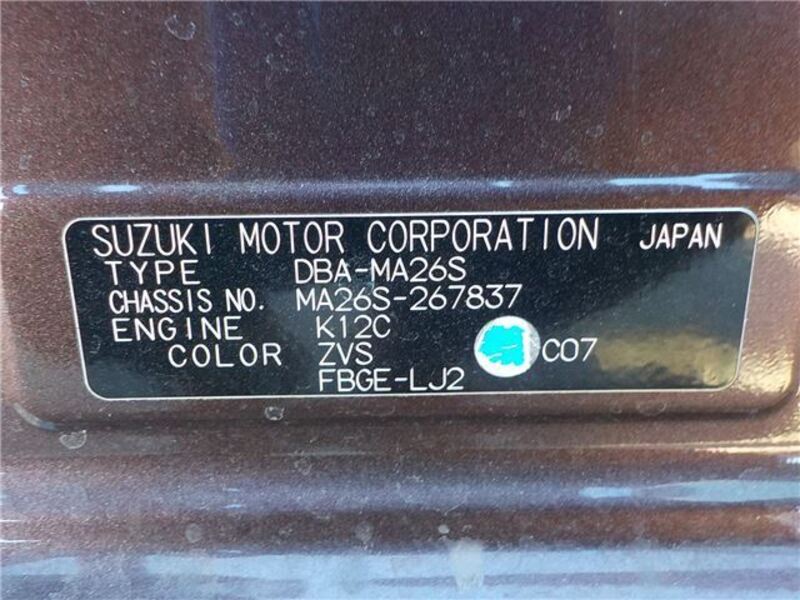 SUZUKI MOTOR CORPORATION JAPAN
TYPE DBA-MA26S
CHASSIS NO. MA26S-267837
ENGINE K12C
COLOR ZVS C07
FBGE-LJ2